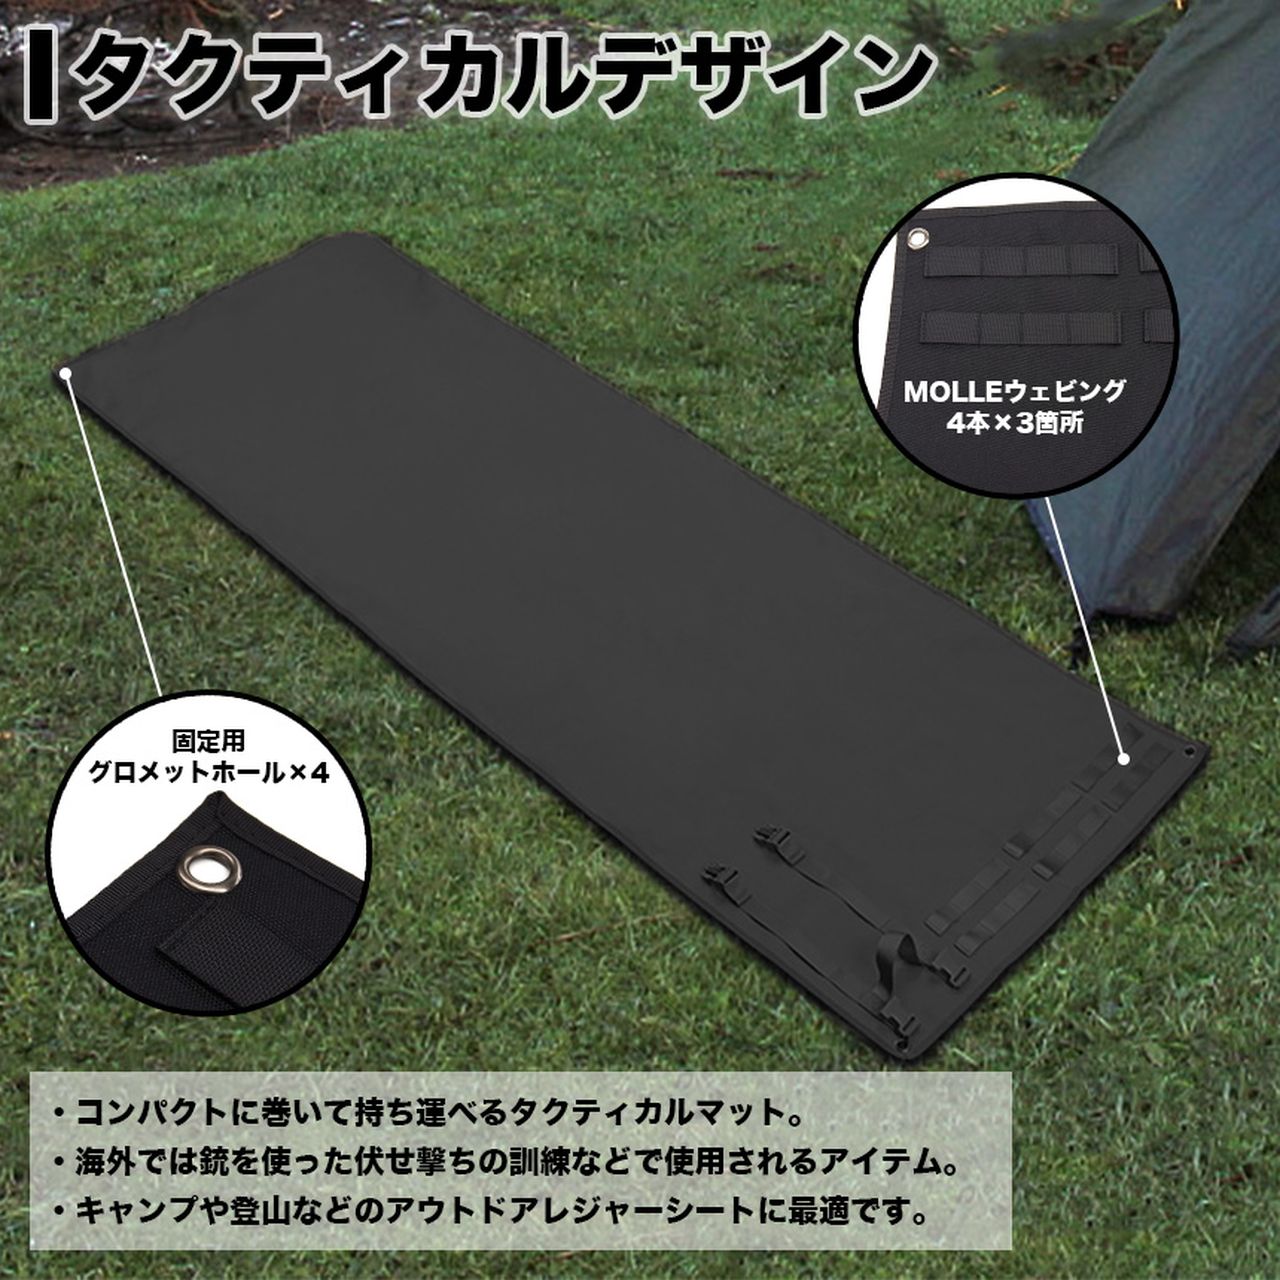 タクティカルデザイン
MOLLEウェビング
4本×3箇所
固定用
グロメットホール×4
・コンパクトに巻いて持ち運べるタクティカルマット。
・海外では銃を使った伏せ撃ちの訓練などで使用されるアイテム。
・キャンプや登山などのアウトドアレジャーシートに最適です。